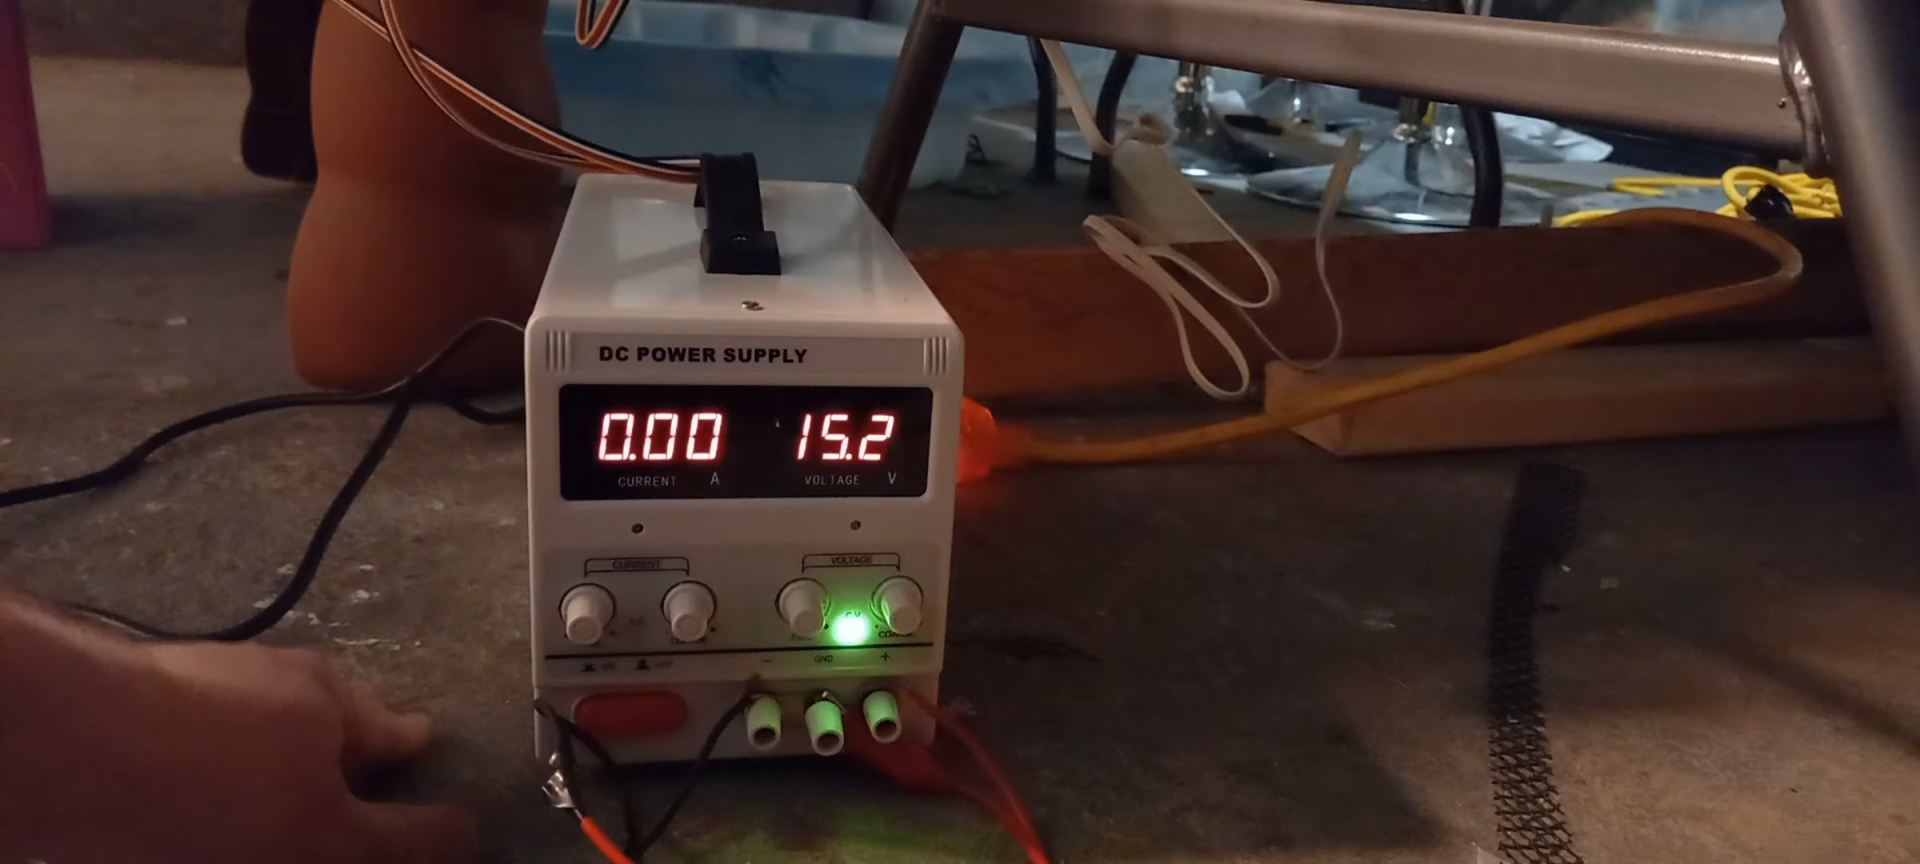 DC POWER SUPPLY
0.00 15.2
CURRENT A VOLTAGE V
CURRENT VOLTAGE
C.V
- GND +